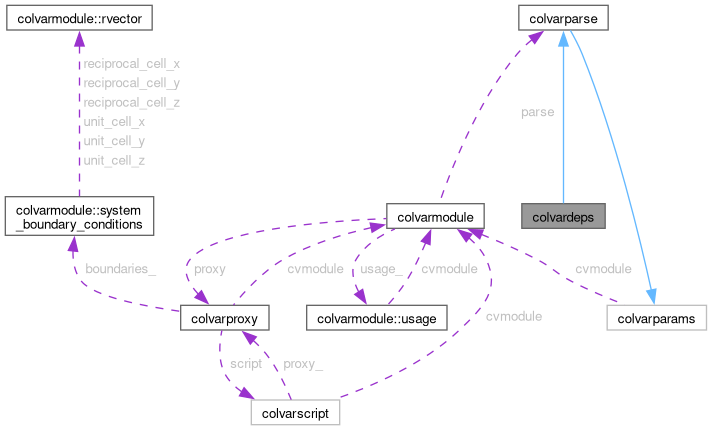 colvarmodule::rvector
colvarparse
reciprocal_cell_x
reciprocal_cell_y
reciprocal_cell_z
unit_cell_x
unit_cell_y
unit_cell_z
parse
colvarmodule::system
_boundary_conditions
colvarmodule
colvardeps
boundaries_
proxy
cvmodule
usage_
cvmodule
cvmodule
colvarproxy
colvarmodule::usage
cvmodule
colvarparams
script
proxy_
colvarscript